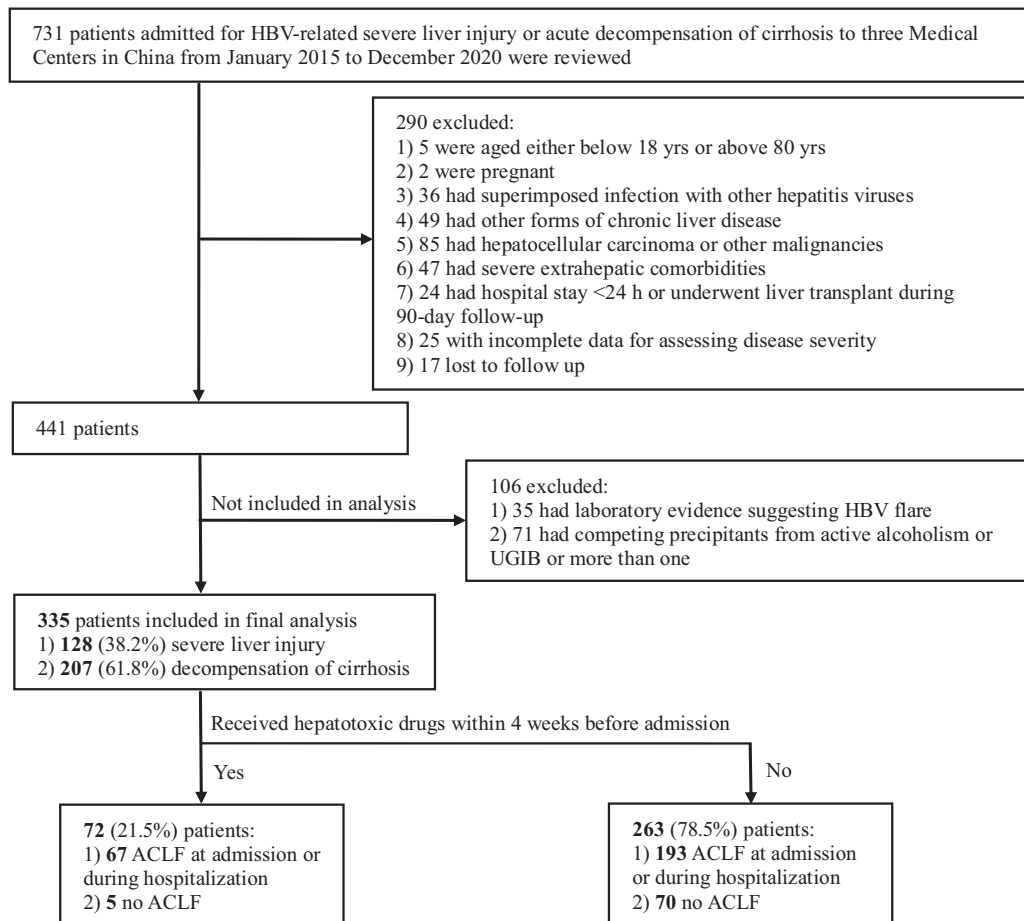 731 patients admitted for HBV-related severe liver injury or acute decompensation of cirrhosis to three Medical
Centers in China from January 2015 to December 2020 were reviewed
290 excluded:
1) 5 were aged either below 18 yrs or above 80 yrs
2) 2 were pregnant
3) 36 had superimposed infection with other hepatitis viruses
4) 49 had other forms of chronic liver disease
5) 85 had hepatocellular carcinoma or other malignancies
6) 47 had severe extrahepatic comorbidities
7) 24 had hospital stay <24 h or underwent liver transplant during
90-day follow-up
8) 25 with incomplete data for assessing disease severity
9) 17 lost to follow up
441 patients
Not included in analysis
106 excluded:
1) 35 had laboratory evidence suggesting HBV flare
2) 71 had competing precipitants from active alcoholism or
UGIB or more than one
335 patients included in final analysis
1) 128 (38.2%) severe liver injury
2) 207 (61.8%) decompensation of cirrhosis
Received hepatotoxic drugs within 4 weeks before admission
Yes
No
72 (21.5%) patients:
1) 67 ACLF at admission or
during hospitalization
2) 5 no ACLF
263 (78.5%) patients:
1) 193 ACLF at admission
or during hospitalization
2) 70 no ACLF